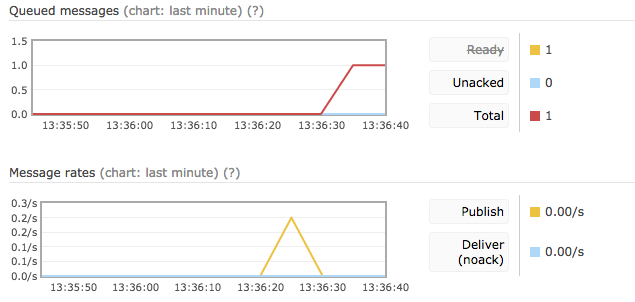 Queued messages (chart: last minute) (?)
1.5
1.0
0.5
0.0
13:35:50 13:36:00 13:36:10 13:36:20 13:36:30 13:36:40
Ready 1
Unacked 0
Total 1
Message rates (chart: last minute) (?)
0.3/s
0.2/s
0.2/s
0.1/s
0.1/s
0.0/s
13:35:50 13:36:00 13:36:10 13:36:20 13:36:30 13:36:40
Publish 0.00/s
Deliver
(noack) 0.00/s